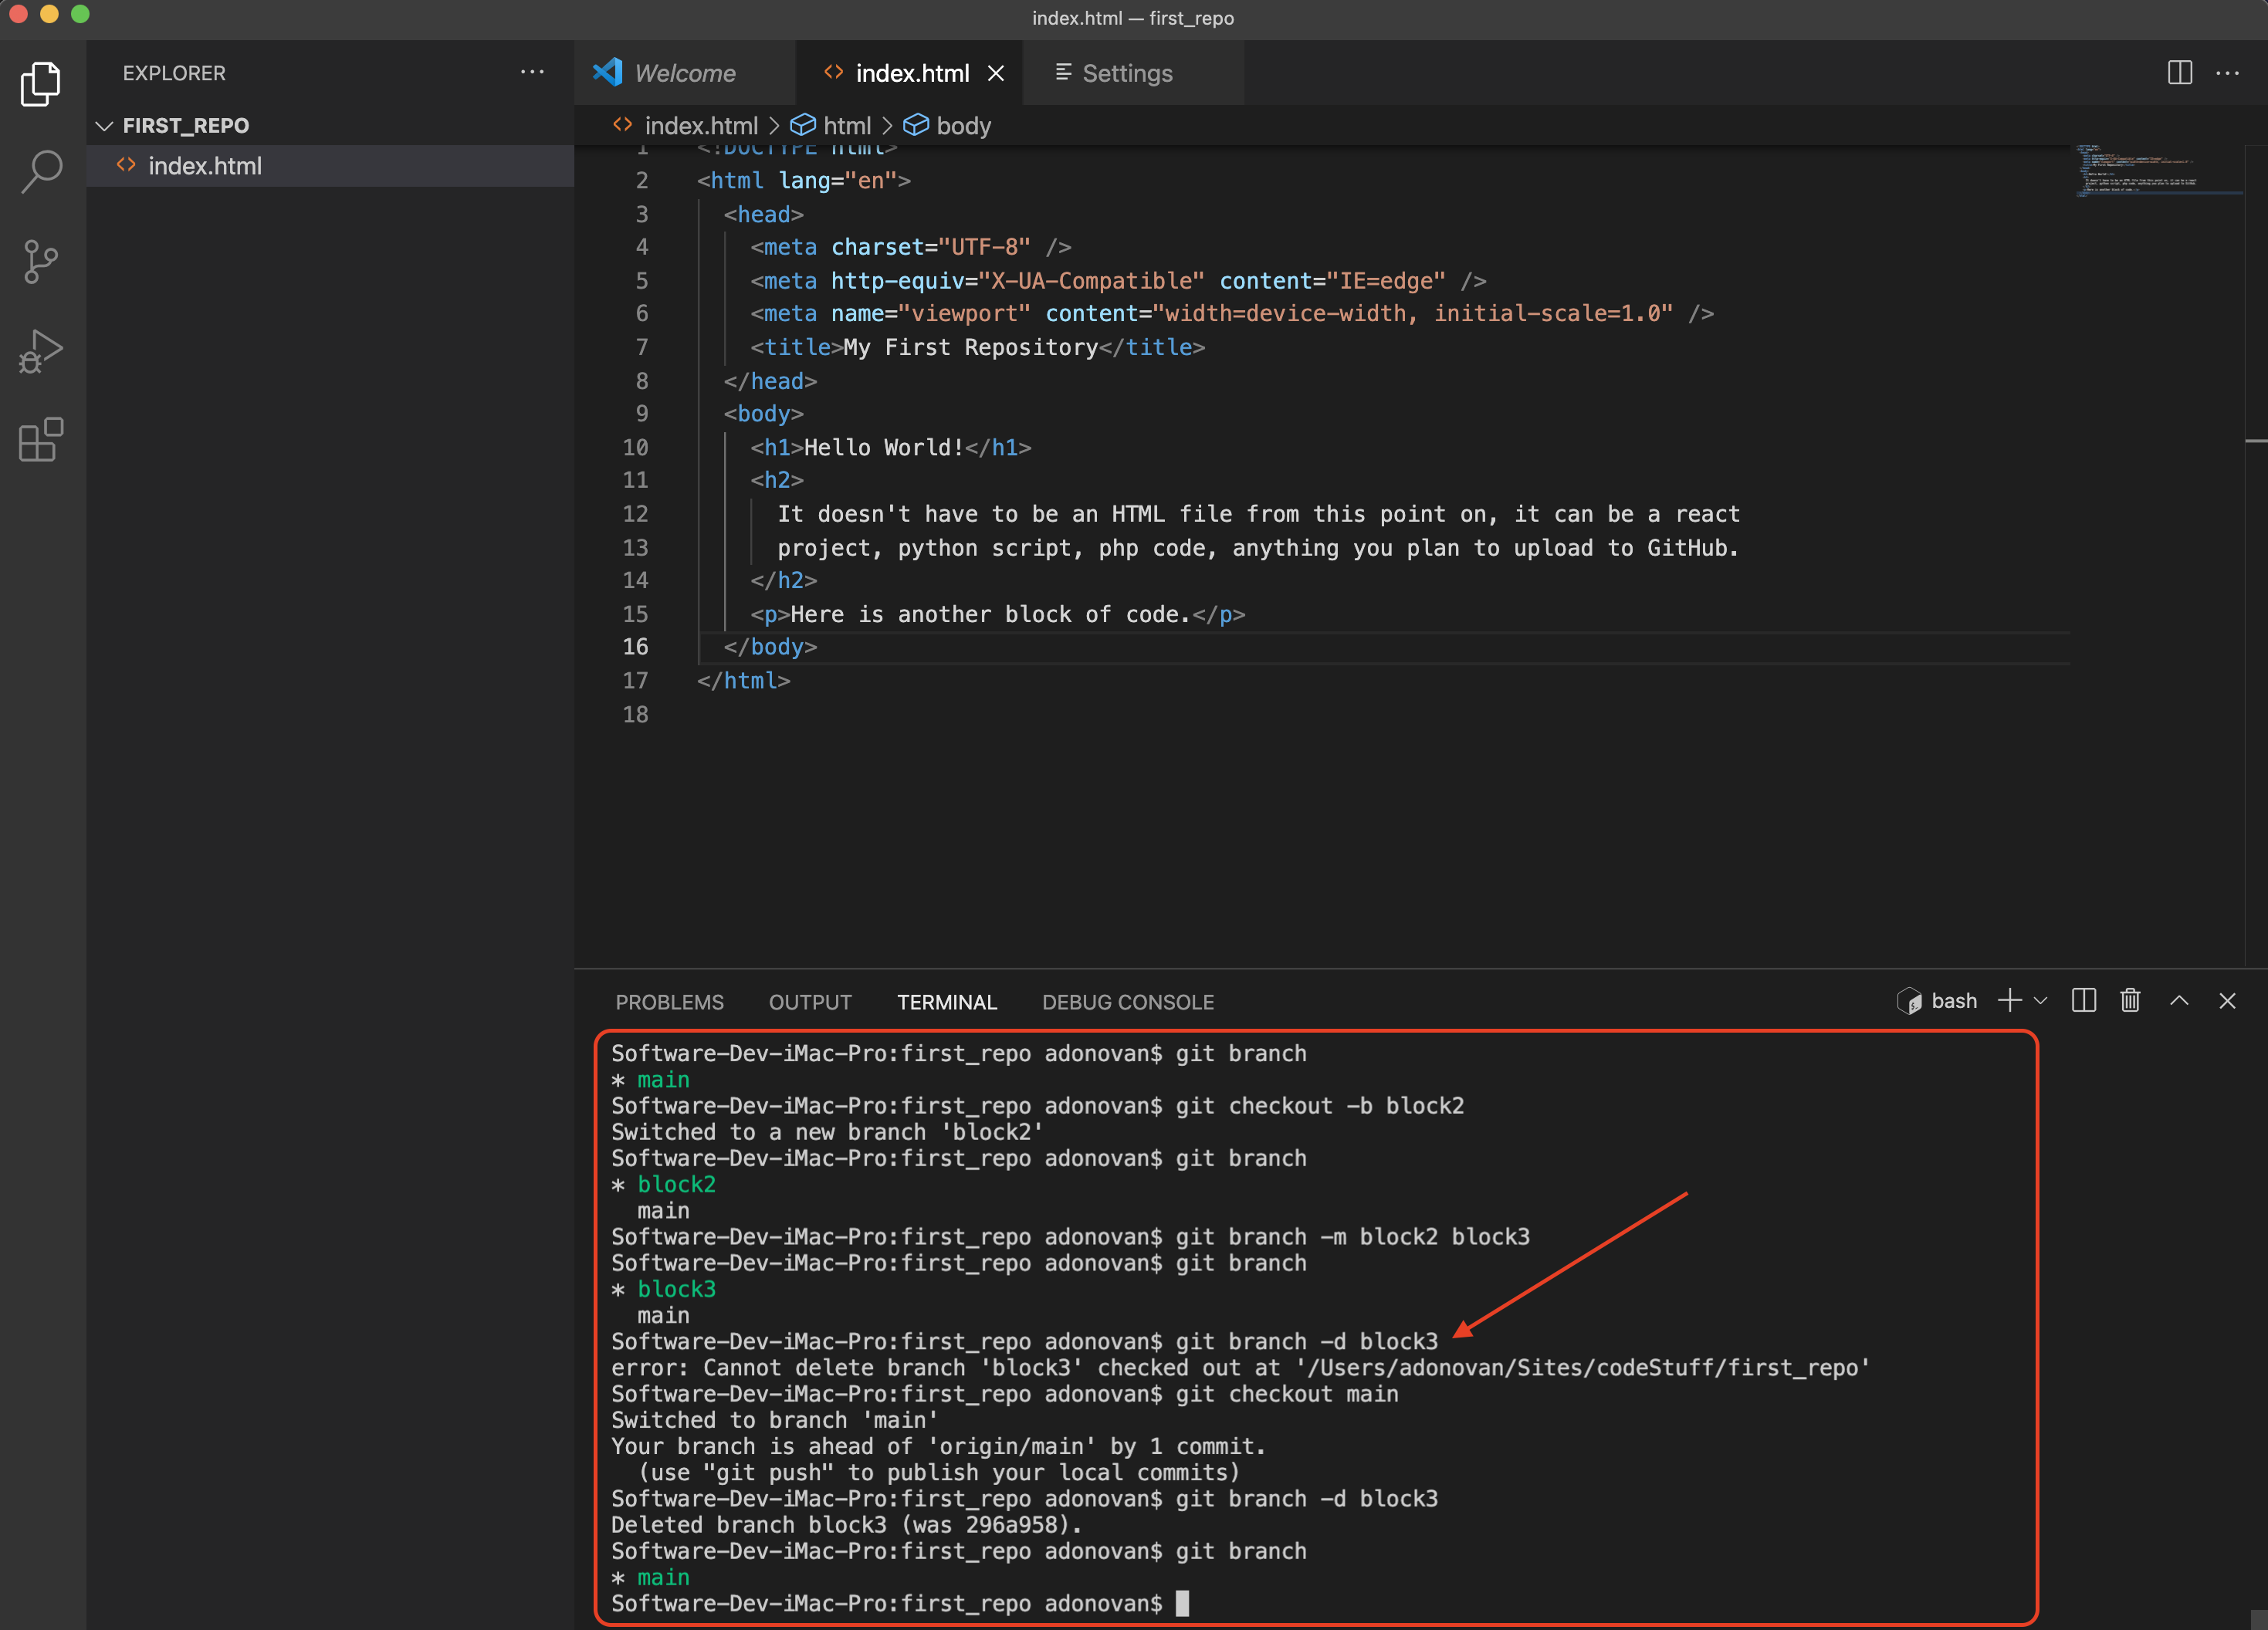 index.html — first_repo
EXPLORER
Welcome
index.html
Settings
FIRST_REPO
index.html
index.html > html > body
1 <!DOCTYPE html>
2 <html lang="en">
3 <head>
4 <meta charset="UTF-8" />
5 <meta http-equiv="X-UA-Compatible" content="IE=edge" />
6 <meta name="viewport" content="width=device-width, initial-scale=1.0" />
7 <title>My First Repository</title>
8 </head>
9 <body>
10 <h1>Hello World!</h1>
11 <h2>
12 It doesn't have to be an HTML file from this point on, it can be a react
13 project, python script, php code, anything you plan to upload to GitHub.
14 </h2>
15 <p>Here is another block of code.</p>
16 </body>
17 </html>
18
PROBLEMS OUTPUT TERMINAL DEBUG CONSOLE
bash
Software-Dev-iMac-Pro:first_repo adonovan$ git branch
* main
Software-Dev-iMac-Pro:first_repo adonovan$ git checkout -b block2
Switched to a new branch 'block2'
Software-Dev-iMac-Pro:first_repo adonovan$ git branch
* block2
main
Software-Dev-iMac-Pro:first_repo adonovan$ git branch -m block2 block3
Software-Dev-iMac-Pro:first_repo adonovan$ git branch
* block3
main
Software-Dev-iMac-Pro:first_repo adonovan$ git branch -d block3
error: Cannot delete branch 'block3' checked out at '/Users/adonovan/Sites/codeStuff/first_repo'
Software-Dev-iMac-Pro:first_repo adonovan$ git checkout main
Switched to branch 'main'
Your branch is ahead of 'origin/main' by 1 commit.
(use "git push" to publish your local commits)
Software-Dev-iMac-Pro:first_repo adonovan$ git branch -d block3
Deleted branch block3 (was 296a958).
Software-Dev-iMac-Pro:first_repo adonovan$ git branch
* main
Software-Dev-iMac-Pro:first_repo adonovan$